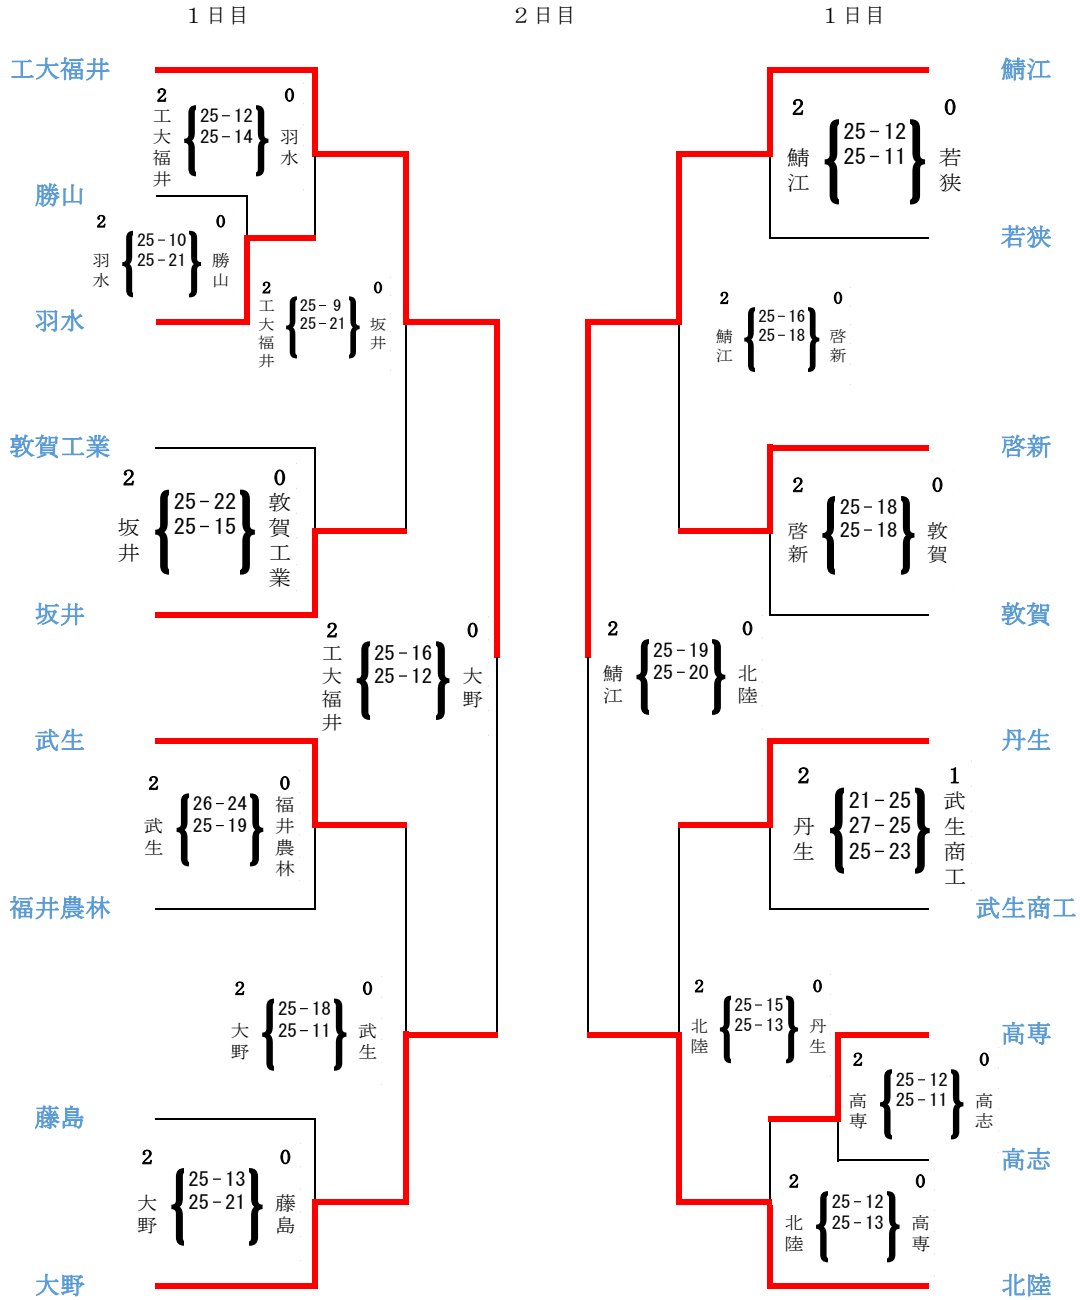 １日目
２日目
１日目
工大福井
2 0
工大福井
25－12
25－14
羽水
勝山
2 0
羽水
25－10
25－21
勝山
羽水
2 0
工大福井
25－ 9
25－21
坂井
敦賀工業
2 0
坂井
25－22
25－15
敦賀工業
坂井
2 0
工大福井
25－16
25－12
大野
武生
2 0
武生
26－24
25－19
福井農林
福井農林
2 0
大野
25－18
25－11
武生
藤島
2 0
大野
25－13
25－21
藤島
大野
鯖江
2 0
鯖江
25－12
25－11
若狭
若狭
2 0
鯖江
25－16
25－18
啓新
啓新
2 0
啓新
25－18
25－18
敦賀
敦賀
2 0
鯖江
25－19
25－20
北陸
丹生
2 1
丹生
21－25
27－25
25－23
武生商工
武生商工
2 0
北陸
25－15
25－13
丹生
高専
2 0
高専
25－12
25－11
高志
高志
2 0
北陸
25－12
25－13
高専
北陸